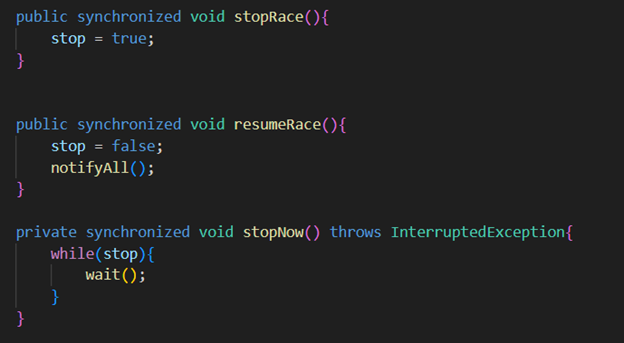 public synchronized void stopRace(){
    stop = true;
}
public synchronized void resumeRace(){
    stop = false;
    notifyAll();
}
private synchronized void stopNow() throws InterruptedException{
    while(stop){
        wait();
    }
}